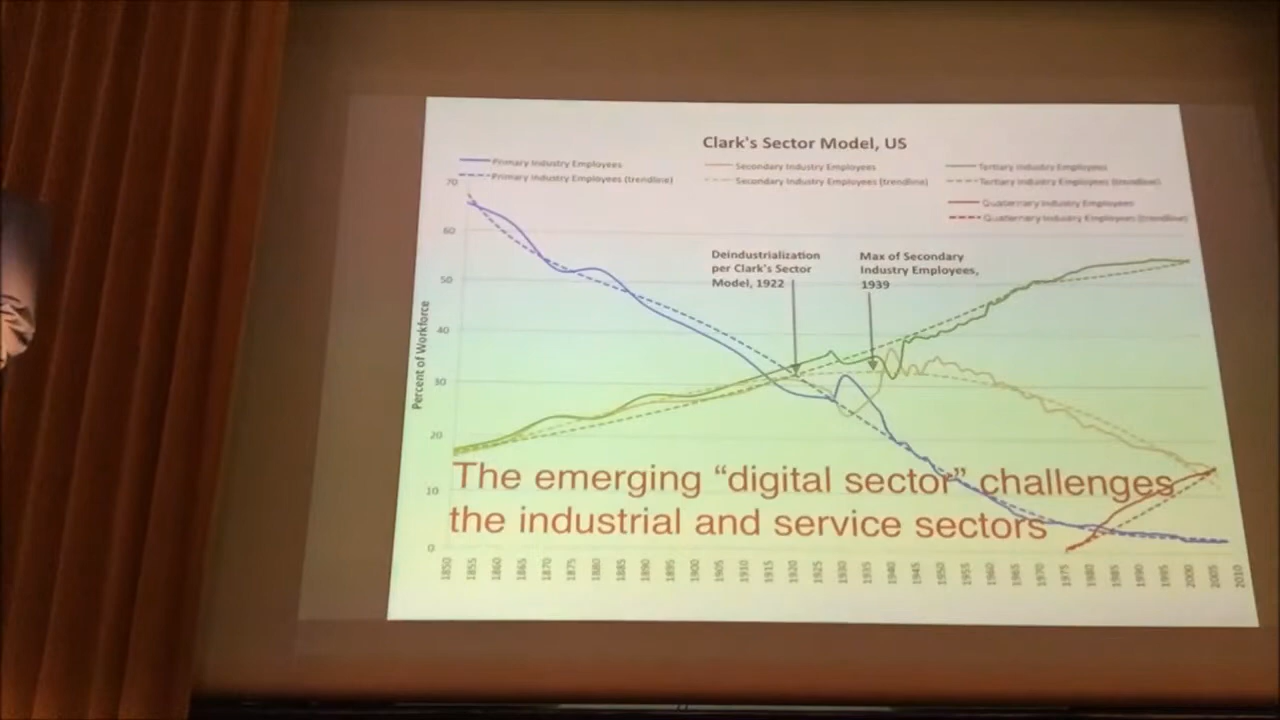 Clark's Sector Model, US
Primary Industry Employees
Secondary Industry Employees
Tertiary Industry Employees
Primary Industry Employees (trendline)
Secondary Industry Employees (trendline)
Tertiary Industry Employees (trendline)
Quaternary Industry Employees
Quaternary Industry Employees (trendline)
70
60
50
40
30
20
10
0
Percent of Workforce
Deindustrialization
per Clark's Sector
Model, 1922
Max of Secondary
Industry Employees,
1939
The emerging “digital sector” challenges
the industrial and service sectors
1850 1855 1860 1865 1870 1875 1880 1885 1890 1895 1900 1905 1910 1915 1920 1925 1930 1935 1940 1945 1950 1955 1960 1965 1970 1975 1980 1985 1990 1995 2000 2005 2010